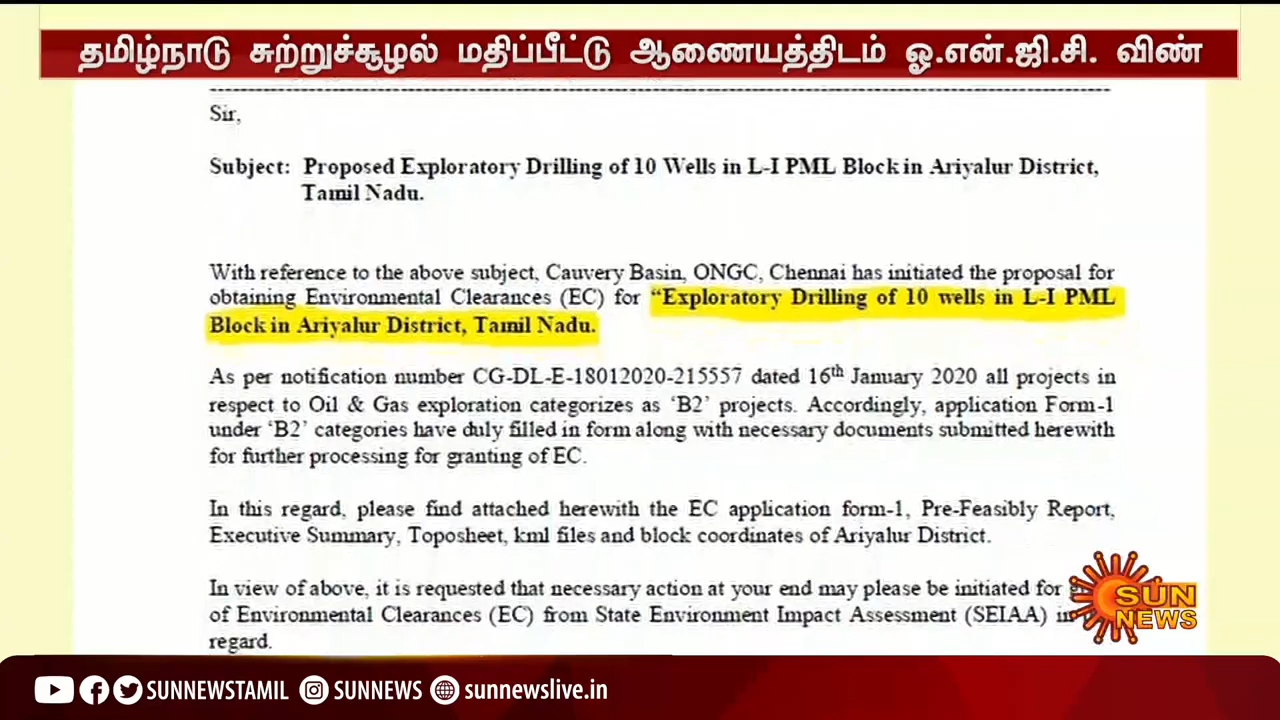 தமிழ்நாடு சுற்றுச்சூழல் மதிப்பீட்டு ஆணையத்திடம் ஓ.என்.ஜி.சி. விண்
Sir,
Subject: Proposed Exploratory Drilling of 10 Wells in L-I PML Block in Ariyalur District,
Tamil Nadu.
With reference to the above subject, Cauvery Basin, ONGC, Chennai has initiated the proposal for
obtaining Environmental Clearances (EC) for “Exploratory Drilling of 10 wells in L-I PML
Block in Ariyalur District, Tamil Nadu.
As per notification number CG-DL-E-18012020-215557 dated 16th January 2020 all projects in
respect to Oil & Gas exploration categorizes as ‘B2’ projects. Accordingly, application Form-1
under ‘B2’ categories have duly filled in form along with necessary documents submitted herewith
for further processing for granting of EC.
In this regard, please find attached herewith the EC application form-1, Pre-Feasibly Report,
Executive Summary, Toposheet, kml files and block coordinates of Ariyalur District.
In view of above, it is requested that necessary action at your end may please be initiated for
of Environmental Clearances (EC) from State Environment Impact Assessment (SEIAA) in
regard.
SUN
NEWS
SUNNEWSTAMIL SUNNEWS sunnewslive.in